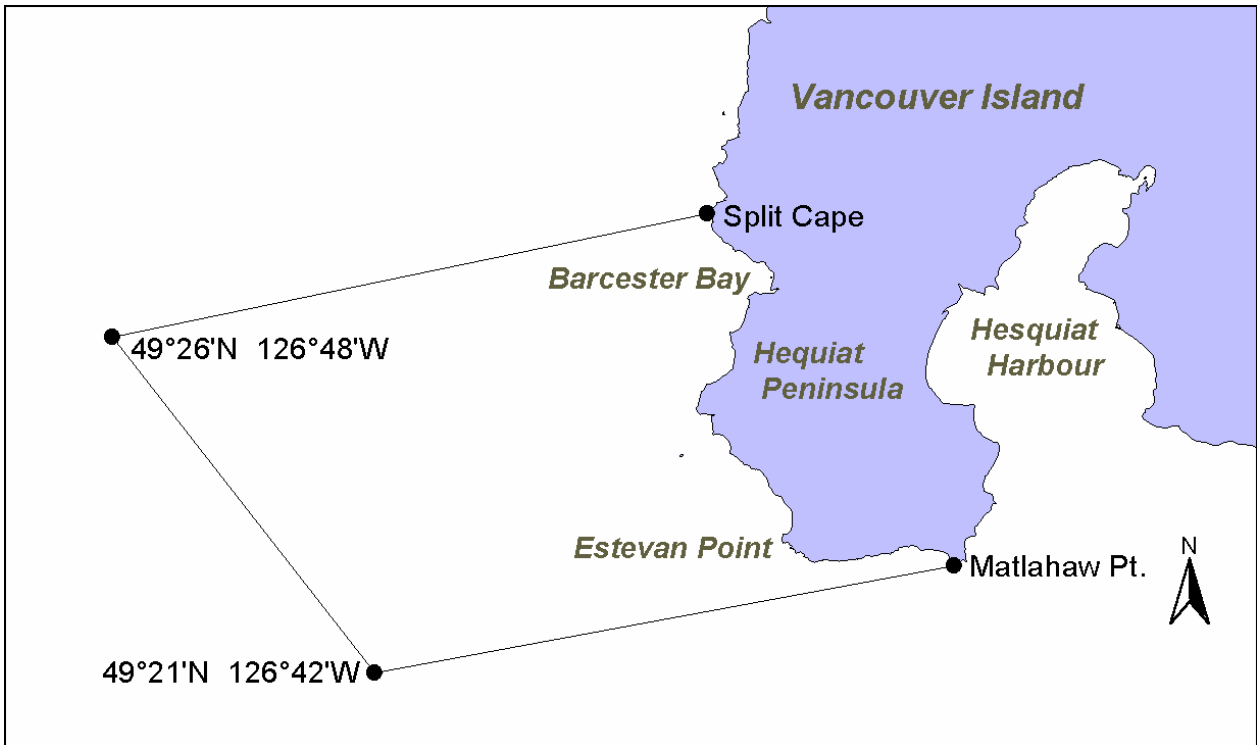 Vancouver Island
Split Cape
Barcester Bay
49°26'N 126°48'W
Hesquiat
Harbour
Hequiat
Peninsula
Estevan Point
N
Matlahaw Pt.
49°21'N 126°42'W